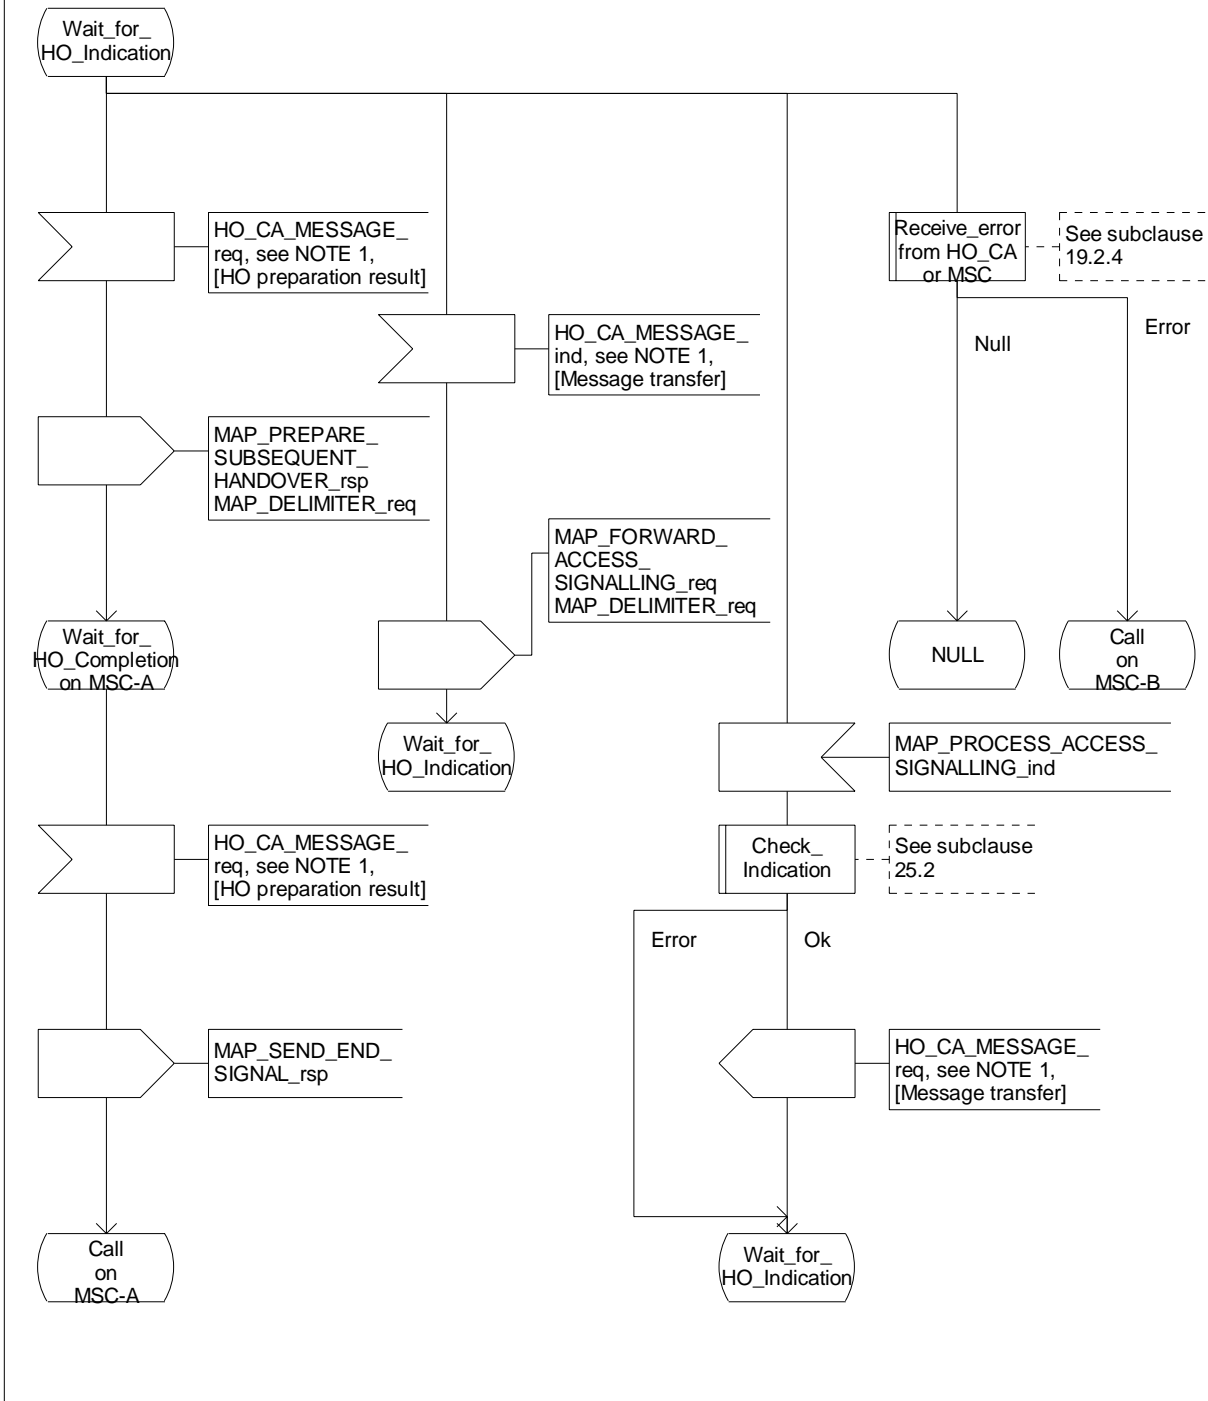 Wait_for_
HO_Indication
HO_CA_MESSAGE_
req, see NOTE 1,
[HO preparation result]
Receive_error
from HO_CA
or MSC
See subclause
19.2.4
HO_CA_MESSAGE_
ind, see NOTE 1,
[Message transfer]
Null
Error
MAP_PREPARE_
SUBSEQUENT_
HANDOVER_rsp
MAP_DELIMITER_req
MAP_FORWARD_
ACCESS_
SIGNALLING_req
MAP_DELIMITER_req
Wait_for_
HO_Completion
on MSC-A
NULL
Call
on
MSC-B
Wait_for_
HO_Indication
MAP_PROCESS_ACCESS_
SIGNALLING_ind
HO_CA_MESSAGE_
req, see NOTE 1,
[HO preparation result]
Check_
Indication
See subclause
25.2
Error
Ok
MAP_SEND_END_
SIGNAL_rsp
HO_CA_MESSAGE_
req, see NOTE 1,
[Message transfer]
Call
on
MSC-A
Wait_for_
HO_Indication